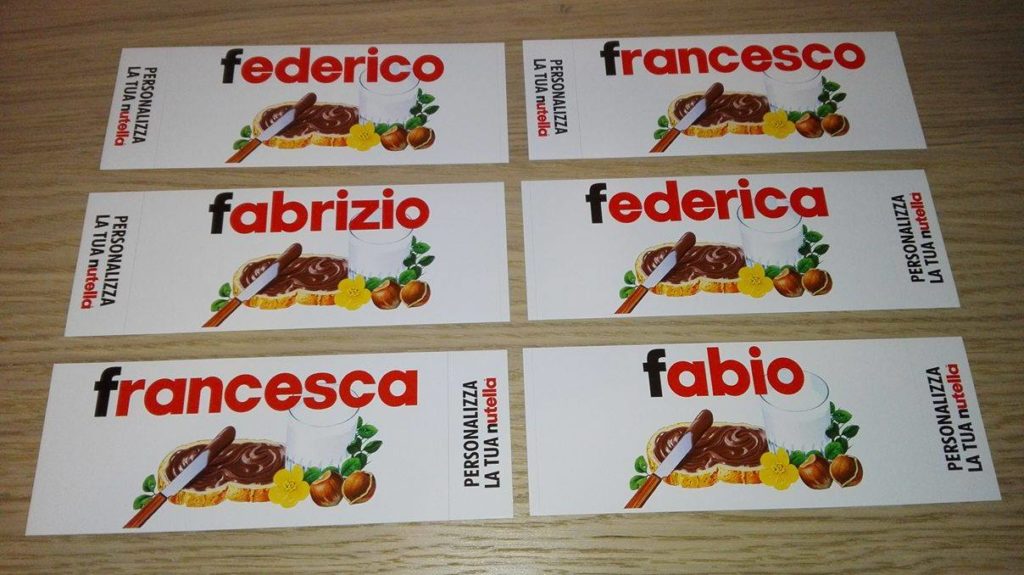 PERSONALIZZA
LA TUA nutella
federico
francesco
PERSONALIZZA
LA TUA nutella
PERSONALIZZA
LA TUA nutella
fabrizio
federica
PERSONALIZZA
LA TUA nutella
francesca
PERSONALIZZA
LA TUA nutella
fabio
PERSONALIZZA
LA TUA nutella